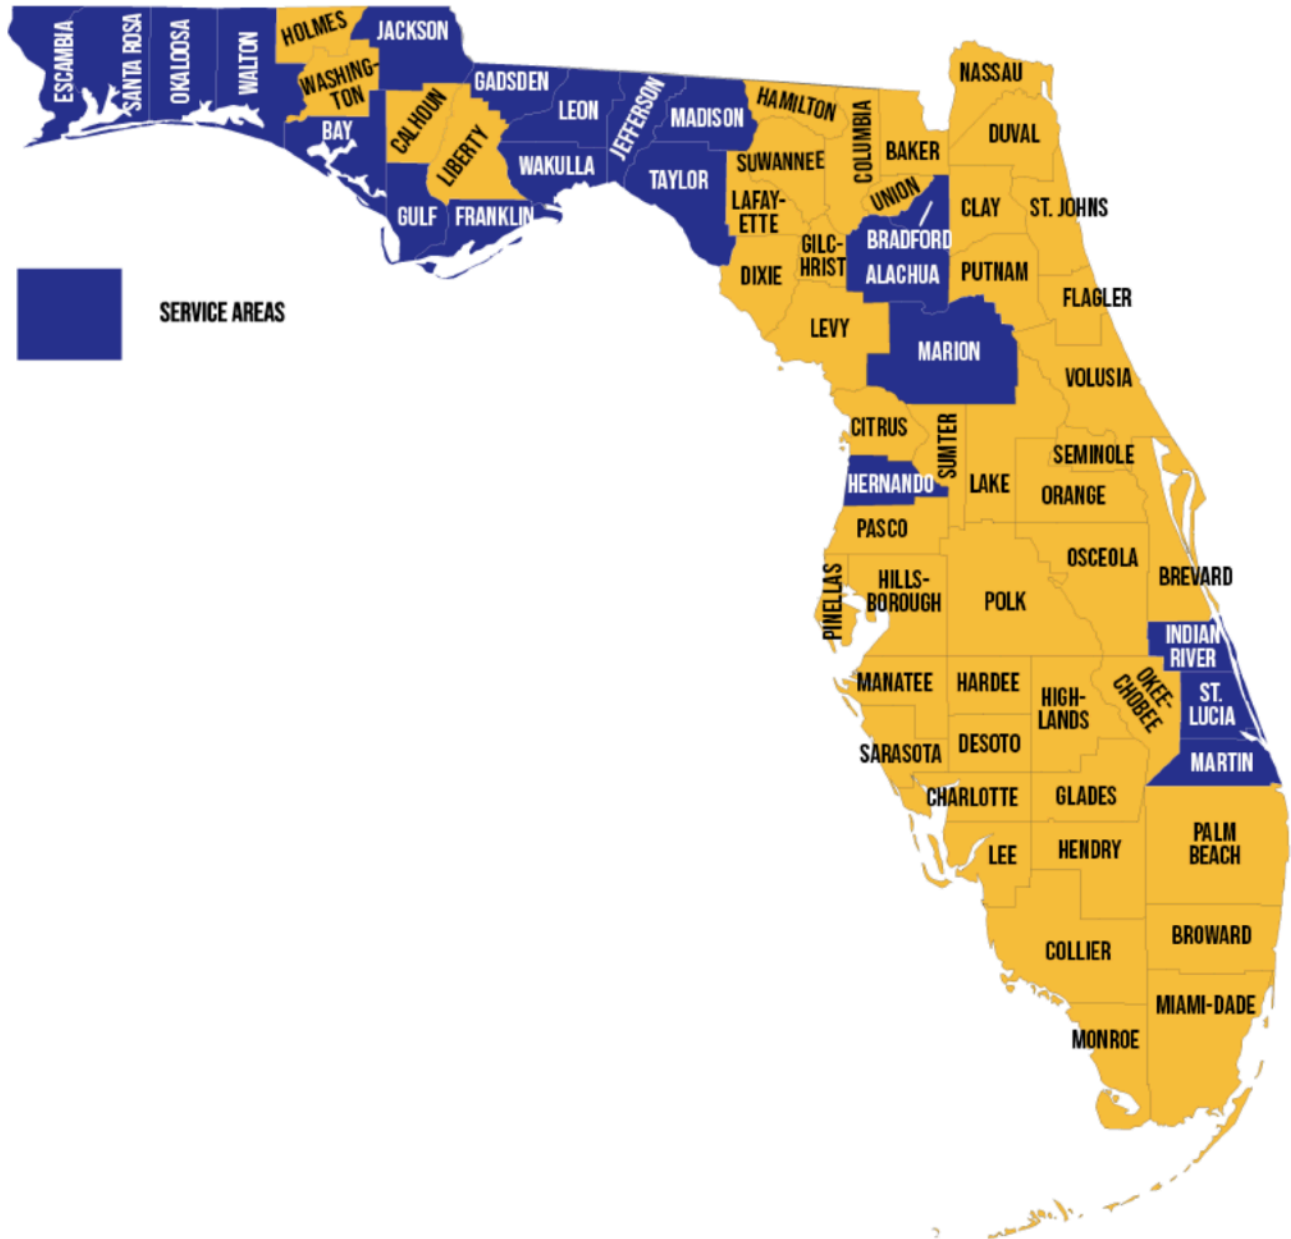 ESCAMBIA
SANTA ROSA
OKALOOSA
WALTON
HOLMES
WASHING-
TON
JACKSON
BAY
CALHOUN
LIBERTY
GULF
FRANKLIN
GADSDEN
LEON
WAKULLA
JEFFERSON
MADISON
TAYLOR
HAMILTON
SUWANNEE
LAFAY-
ETTE
DIXIE
COLUMBIA
GILC-
HRIST
BAKER
UNION
BRADFORD
ALACHUA
NASSAU
DUVAL
CLAY
ST. JOHNS
PUTNAM
FLAGLER
LEVY
MARION
VOLUSIA
SERVICE AREAS
CITRUS
SUMTER
HERNANDO
LAKE
SEMINOLE
ORANGE
PASCO
OSCEOLA
BREVARD
PINELLAS
HILLS-
BOROUGH
POLK
INDIAN
RIVER
MANATEE
HARDEE
HIGH-
LANDS
OKEE-
CHOBEE
ST.
LUCIA
SARASOTA
DESOTO
MARTIN
CHARLOTTE
GLADES
LEE
HENDRY
PALM
BEACH
COLLIER
BROWARD
MIAMI-DADE
MONROE